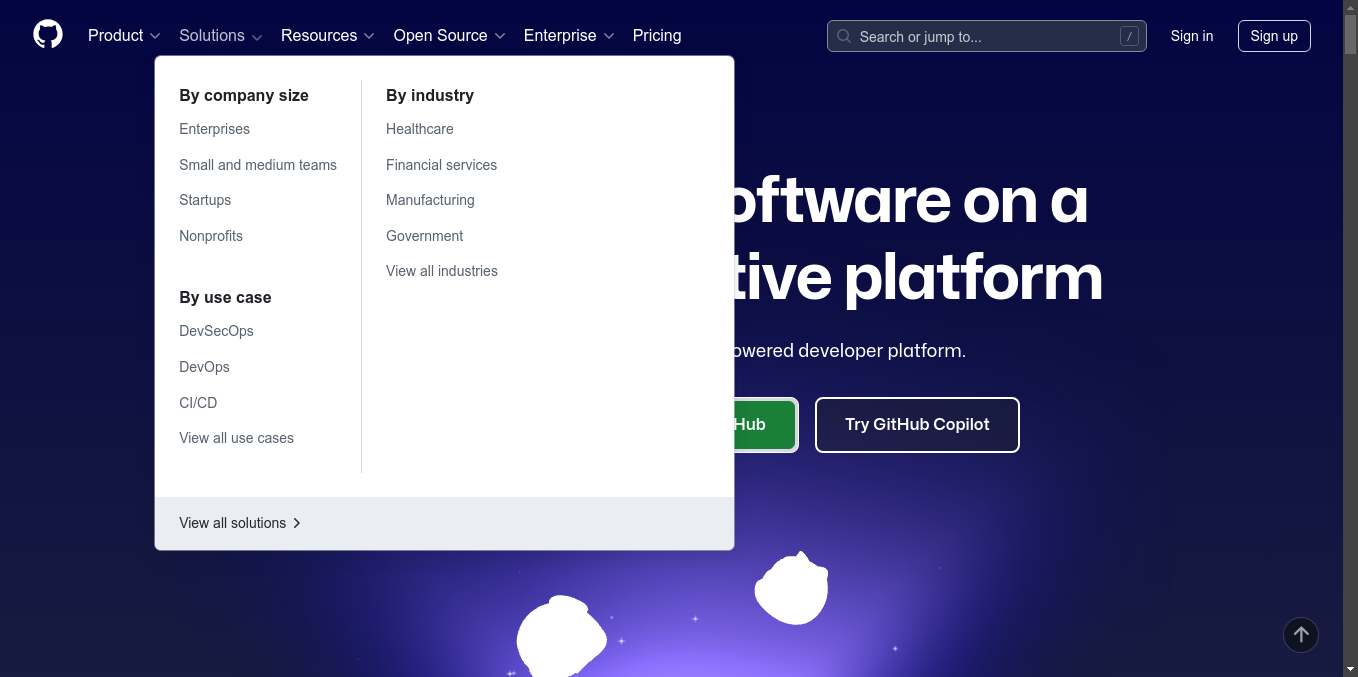 Product
Solutions
Resources
Open Source
Enterprise
Pricing
Search or jump to...
/
Sign in
Sign up
By company size
Enterprises
Small and medium teams
Startups
Nonprofits
By use case
DevSecOps
DevOps
CI/CD
View all use cases
By industry
Healthcare
Financial services
Manufacturing
Government
View all industries
View all solutions
oftware on a
tive platform
owered developer platform.
Hub
Try GitHub Copilot